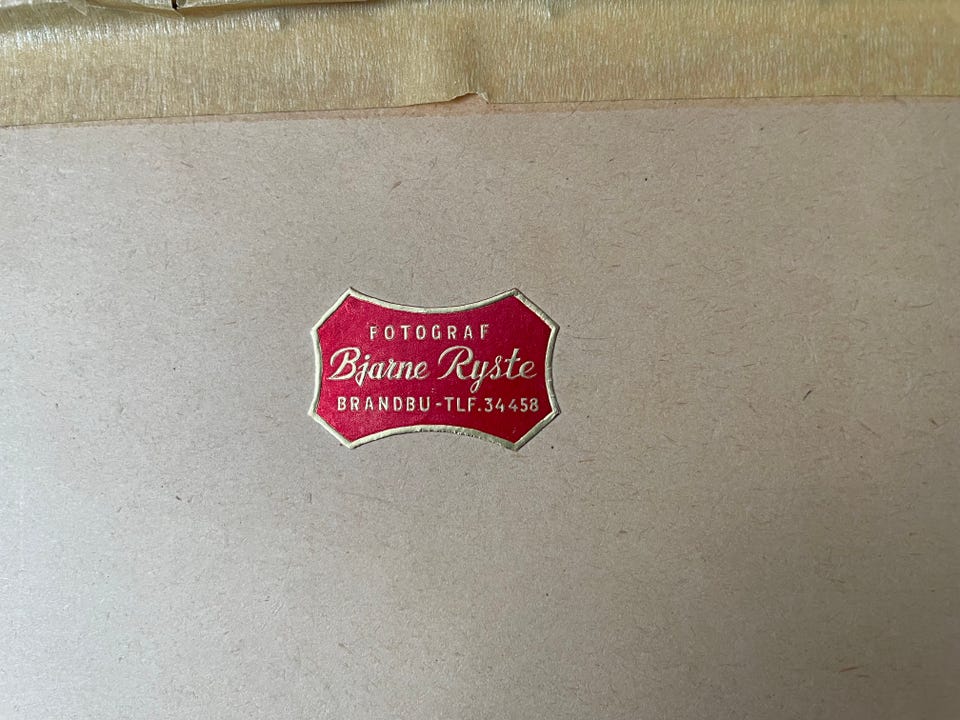 FOTOGRAF
Bjarne Ryste
BRANDBU-TLF.34458